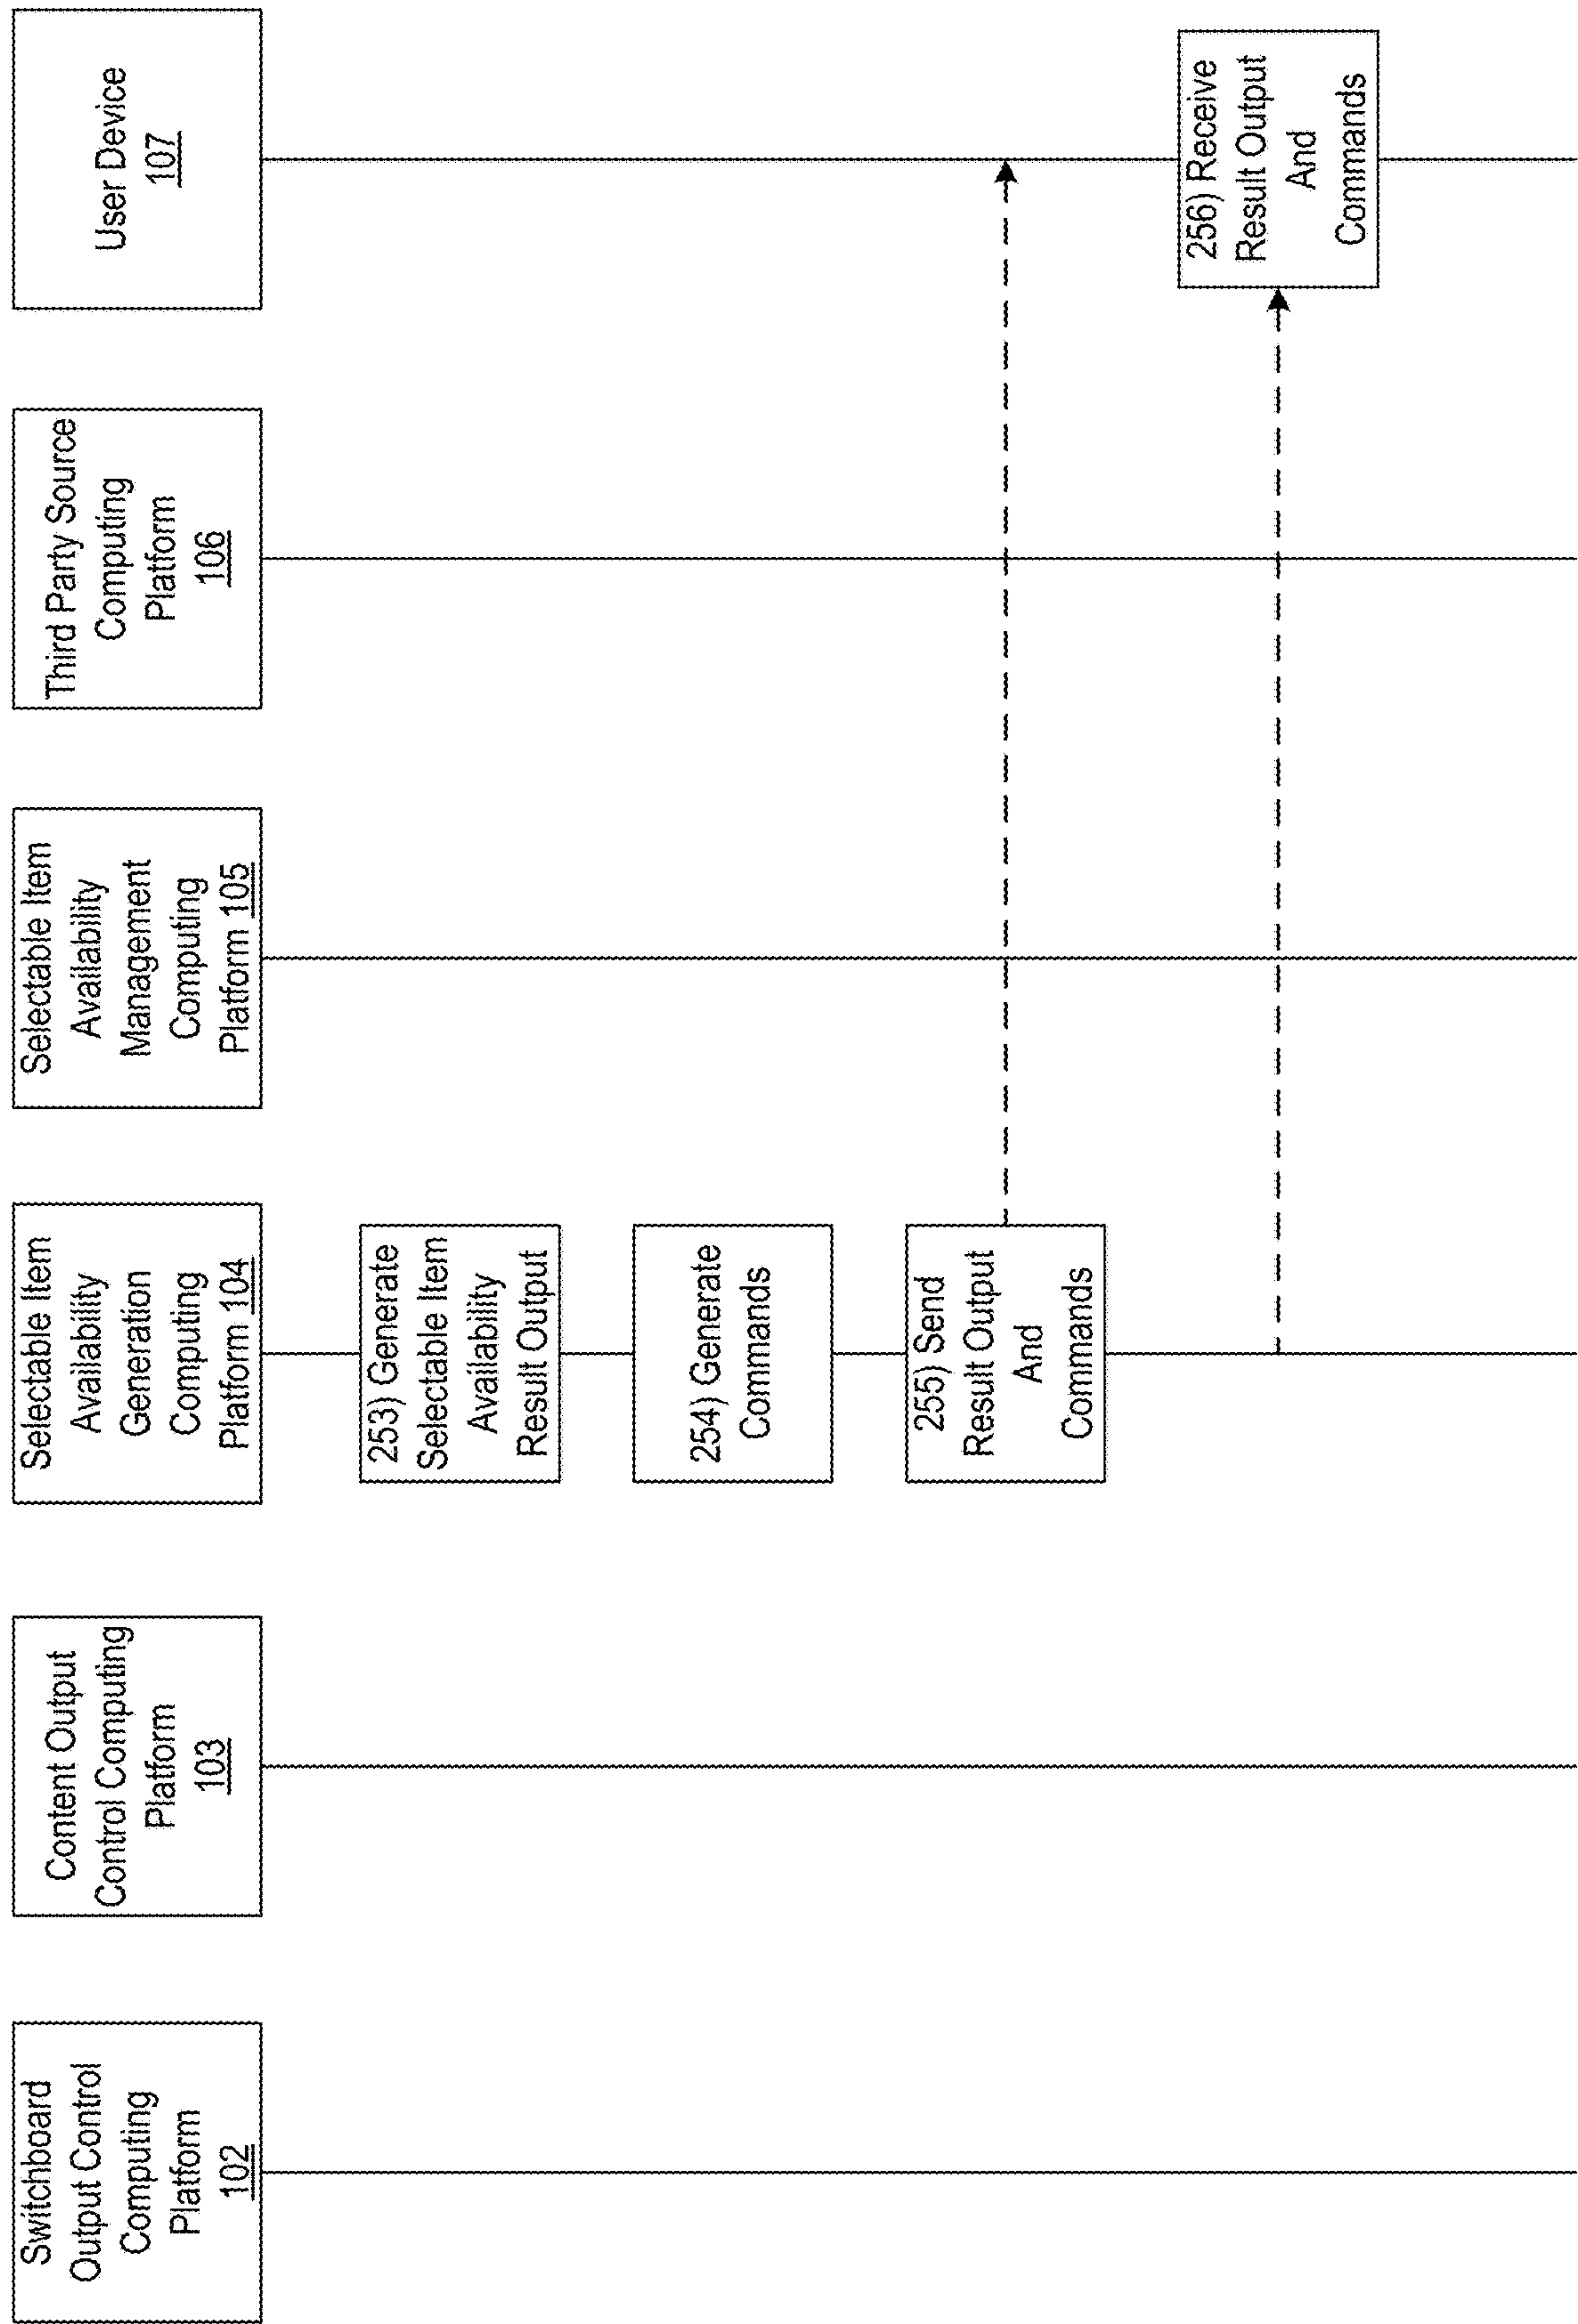 Switchboard
Output Control
Computing
Platform
102
Content Output
Control Computing
Platform
103
Selectable Item
Availability
Generation
Computing
Platform 104
Selectable Item
Availability
Management
Computing
Platform 105
Third Party Source
Computing
Platform
106
User Device
107
253) Generate
Selectable Item
Availability
Result Output
254) Generate
Commands
255) Send
Result Output
And
Commands
256) Receive
Result Output
And
Commands